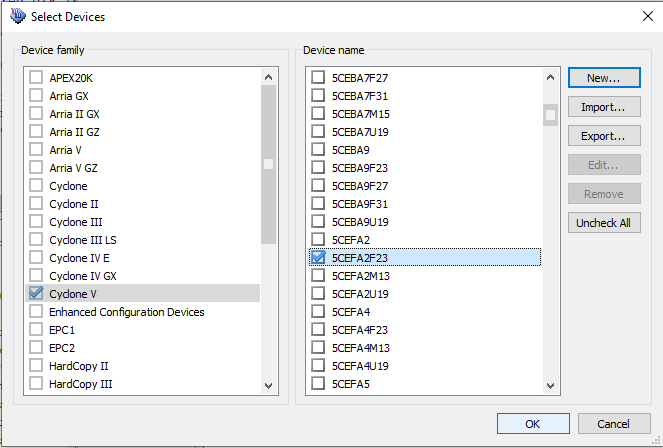 Select Devices
Device family
APEX20K
Arria GX
Arria II GX
Arria II GZ
Arria V
Arria V GZ
Cyclone
Cyclone II
Cyclone III
Cyclone III LS
Cyclone IV E
Cyclone IV GX
Cyclone V
Enhanced Configuration Devices
EPC1
EPC2
HardCopy II
HardCopy III
Device name
5CEBA7F27
5CEBA7F31
5CEBA7M15
5CEBA7U19
5CEBA9
5CEBA9F23
5CEBA9F27
5CEBA9F31
5CEBA9U19
5CEFA2
5CEFA2F23
5CEFA2M13
5CEFA2U19
5CEFA4
5CEFA4F23
5CEFA4M13
5CEFA4U19
5CEFA5
New...
Import...
Export...
Edit...
Remove
Uncheck All
OK
Cancel